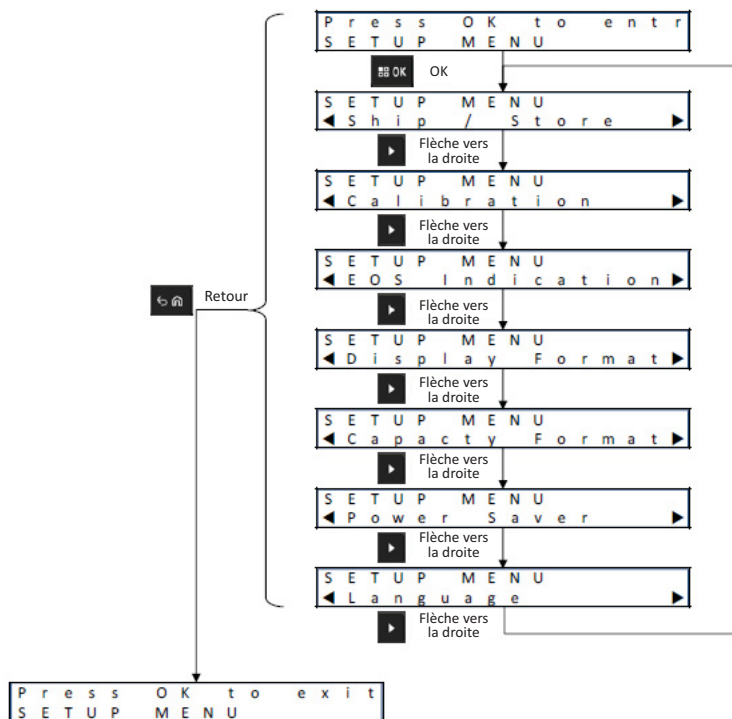 Press OK to entr
SETUP MENU
OK OK
SETUP MENU
◀Ship / Store ▶
Flèche vers
la droite
SETUP MENU
◀Calibration ▶
Flèche vers
la droite
SETUP MENU
◀EOS Indication▶
Retour
Flèche vers
la droite
SETUP MENU
◀Display Format▶
Flèche vers
la droite
SETUP MENU
◀Capacty Format▶
Flèche vers
la droite
SETUP MENU
◀Power Saver ▶
Flèche vers
la droite
SETUP MENU
◀Language ▶
Flèche vers
la droite
Press OK to exit
SETUP MENU